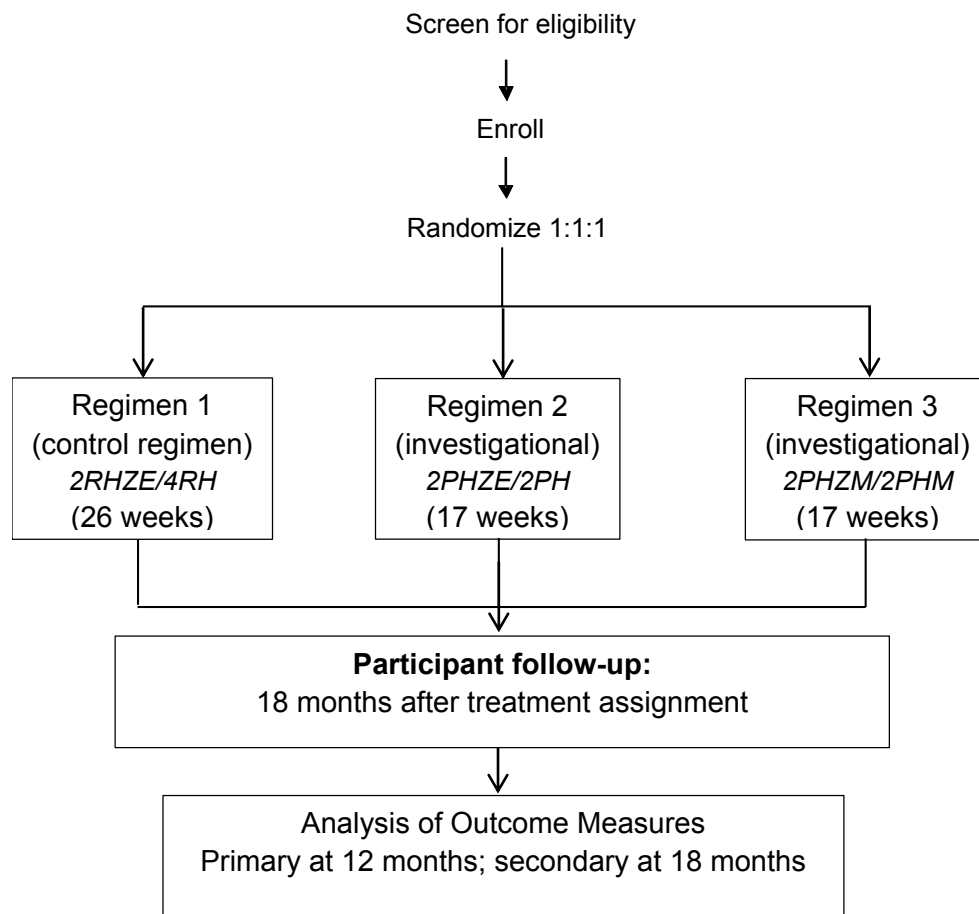 Screen for eligibility
Enroll
Randomize 1:1:1
Regimen 1
(control regimen)
2RHZE/4RH
(26 weeks)
Regimen 2
(investigational)
2PHZE/2PH
(17 weeks)
Regimen 3
(investigational)
2PHZM/2PHM
(17 weeks)
Participant follow-up:
18 months after treatment assignment
Analysis of Outcome Measures
Primary at 12 months; secondary at 18 months